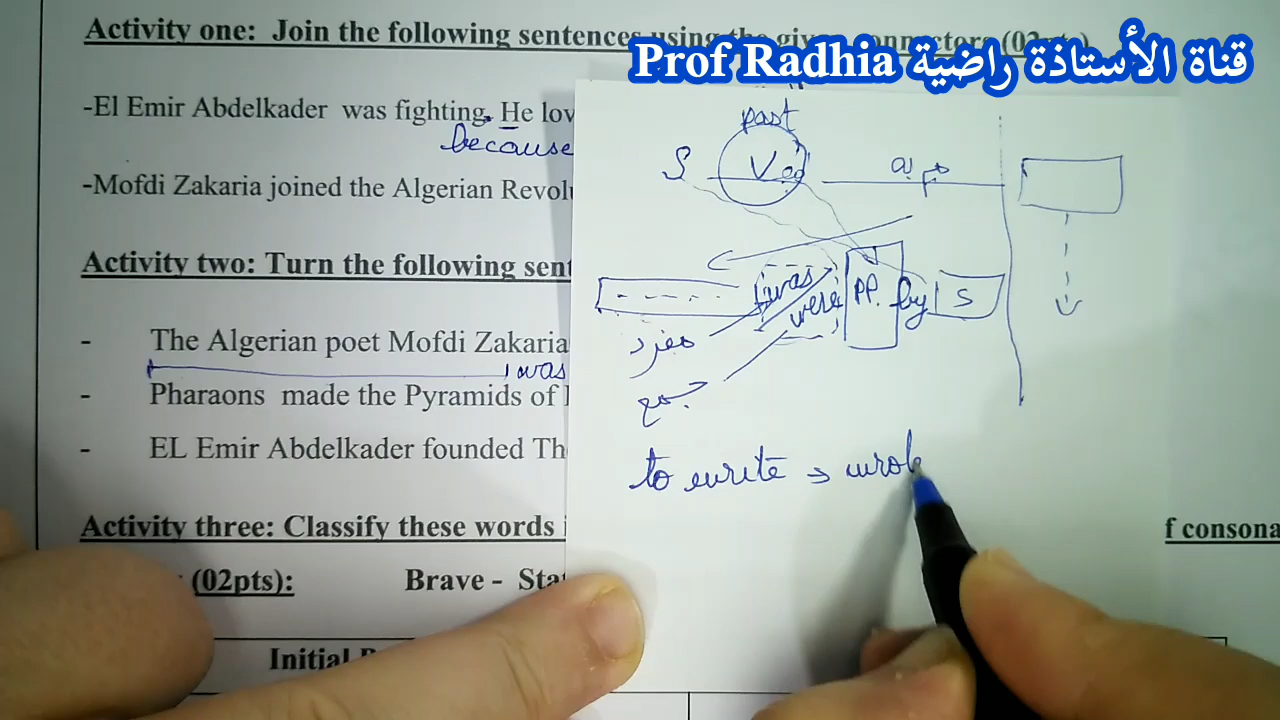 Activity one: Join the following sentences using the given connectors (02pts)
Prof Radhia قناة الأستاذة راضية
-El Emir Abdelkader was fighting. He lov
because
-Mofdi Zakaria joined the Algerian Revolu
Activity two: Turn the following sent
- The Algerian poet Mofdi Zakaria
was
- Pharaons made the Pyramids of
- EL Emir Abdelkader founded Th
Activity three: Classify these words i
f consona
(02pts): Brave - Sta
Initial
past
S V ed م به
was were PP. by S
مفرد
جمع
to write → wrot